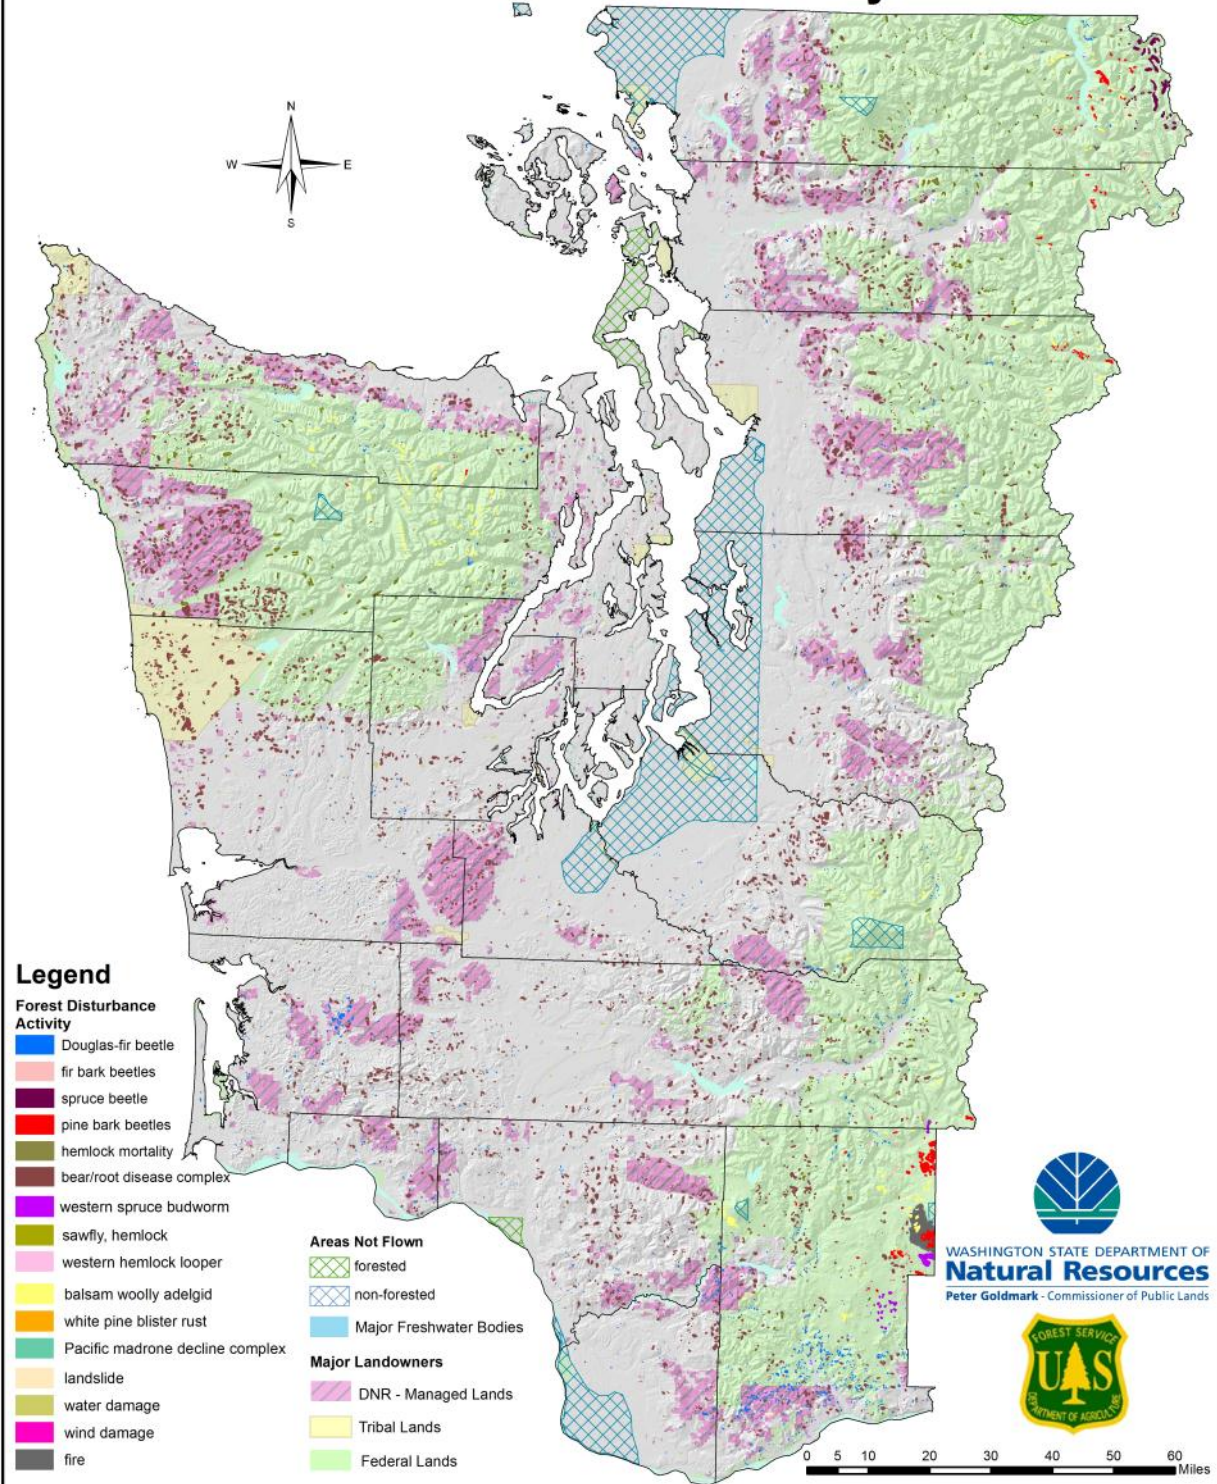 N
W E
S
Legend
Forest Disturbance
Activity
Douglas-fir beetle
fir bark beetles
spruce beetle
pine bark beetles
hemlock mortality
bear/root disease complex
western spruce budworm
sawfly, hemlock
western hemlock looper
balsam woolly adelgid
white pine blister rust
Pacific madrone decline complex
landslide
water damage
wind damage
fire
Areas Not Flown
forested
non-forested
Major Freshwater Bodies
Major Landowners
DNR - Managed Lands
Tribal Lands
Federal Lands
WASHINGTON STATE DEPARTMENT OF
Natural Resources
Peter Goldmark - Commissioner of Public Lands
FOREST SERVICE
U S
DEPARTMENT OF AGRICULTURE
0 5 10 20 30 40 50 60
Miles